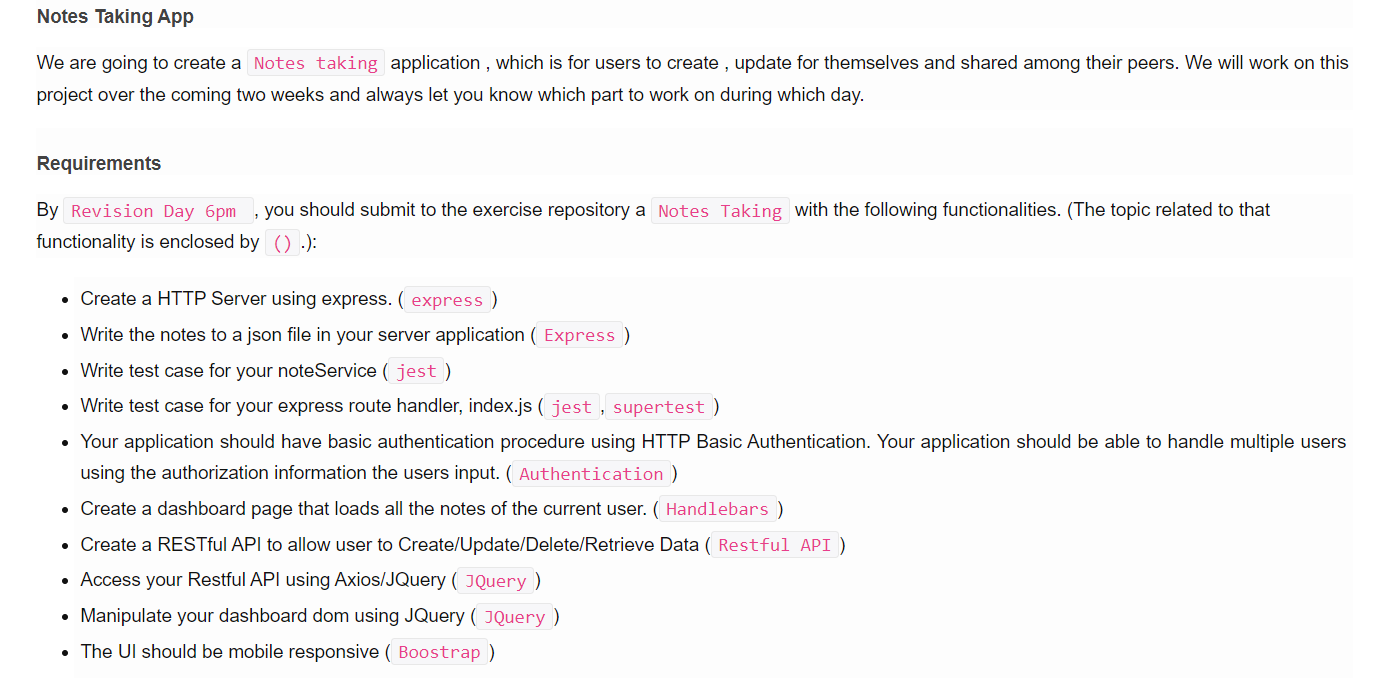 Notes Taking App
We are going to create a Notes taking application , which is for users to create , update for themselves and shared among their peers. We will work on this
project over the coming two weeks and always let you know which part to work on during which day.
Requirements
By Revision Day 6pm , you should submit to the exercise repository a Notes Taking with the following functionalities. (The topic related to that
functionality is enclosed by () .):
• Create a HTTP Server using express. ( express )
• Write the notes to a json file in your server application ( Express )
• Write test case for your noteService ( jest )
• Write test case for your express route handler, index.js ( jest , supertest )
• Your application should have basic authentication procedure using HTTP Basic Authentication. Your application should be able to handle multiple users
using the authorization information the users input. ( Authentication )
• Create a dashboard page that loads all the notes of the current user. ( Handlebars )
• Create a RESTful API to allow user to Create/Update/Delete/Retrieve Data ( Restful API )
• Access your Restful API using Axios/JQuery ( JQuery )
• Manipulate your dashboard dom using JQuery ( JQuery )
• The UI should be mobile responsive ( Boostrap )